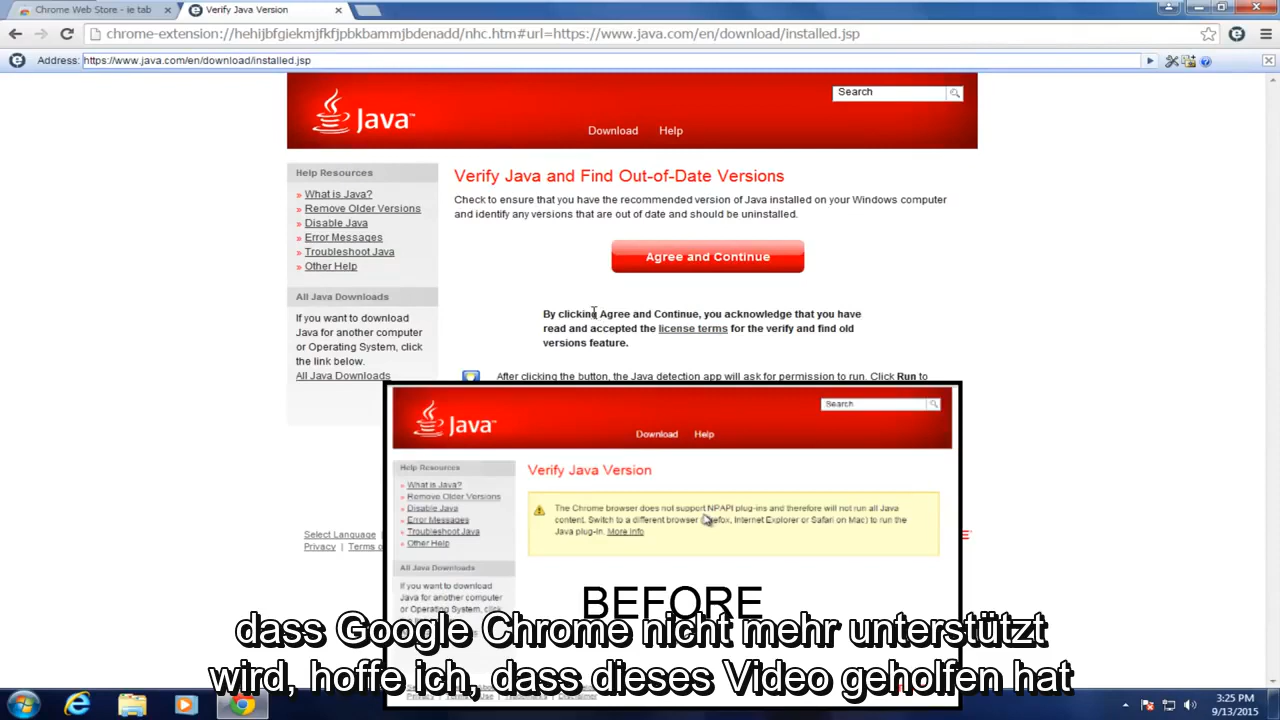 Chrome Web Store - ie tab
Verify Java Version
chrome-extension://hehijbfgiekmjfkfjpbkbammjbdenadd/nhc.htm#url=https://www.java.com/en/download/installed.jsp
Address: https://www.java.com/en/download/installed.jsp
Java™
Search
Download Help
Help Resources
» What is Java?
» Remove Older Versions
» Disable Java
» Error Messages
» Troubleshoot Java
» Other Help
All Java Downloads
If you want to download
Java for another computer
or Operating System, click
the link below.
All Java Downloads
Verify Java and Find Out-of-Date Versions
Check to ensure that you have the recommended version of Java installed on your Windows computer
and identify any versions that are out of date and should be uninstalled.
Agree and Continue
By clicking Agree and Continue, you acknowledge that you have
read and accepted the license terms for the verify and find old
versions feature.
After clicking the button, the Java detection app will ask for permission to run. Click Run to
Select Language
Privacy | Terms o
Java™
Search
Download Help
Help Resources
» What is Java?
» Remove Older Versions
» Disable Java
» Error Messages
» Troubleshoot Java
» Other Help
All Java Downloads
If you want to download
Java for another computer
or Operating System, click
Verify Java Version
The Chrome browser does not support NPAPI plug-ins and therefore will not run all Java
content. Switch to a different browser (Firefox, Internet Explorer or Safari on Mac) to run the
Java plug-in. More info
BEFORE
dass Google Chrome nicht mehr unterstützt
wird, hoffe ich, dass dieses Video geholfen hat
3:25 PM
9/13/2015